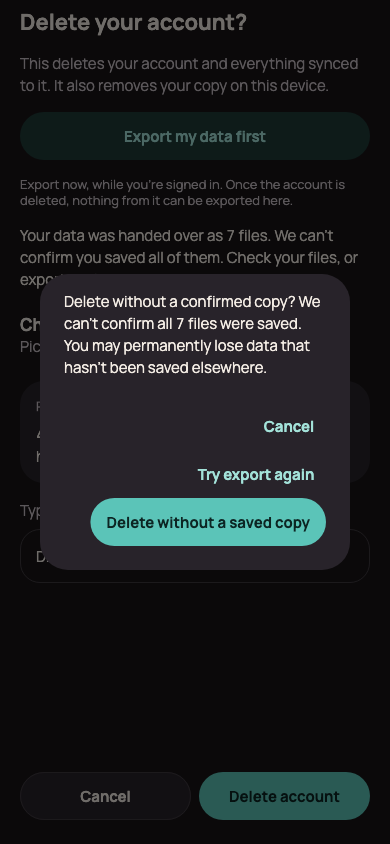 Delete your account?
This deletes your account and everything synced
to it. It also removes your copy on this device.
Export my data first
Export now, while you're signed in. Once the account is
deleted, nothing from it can be exported here.
Your data was handed over as 7 files. We can't
confirm you saved all of them. Check your files, or
Delete without a confirmed copy? We
can't confirm all 7 files were saved.
You may permanently lose data that
hasn't been saved elsewhere.
Cancel
Try export again
Delete without a saved copy
Cancel
Delete account